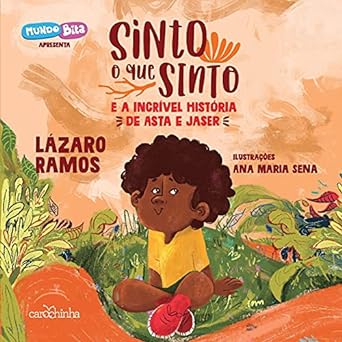 MUNDO Bita
APRESENTA
SiNTO
O QUE SiNTO
E A INCRÍVEL HISTÓRIA
DE ASTA E JASER
LÁZARO
RAMOS
ILUSTRAÇÕES
ANA MARIA SENA
carochinha